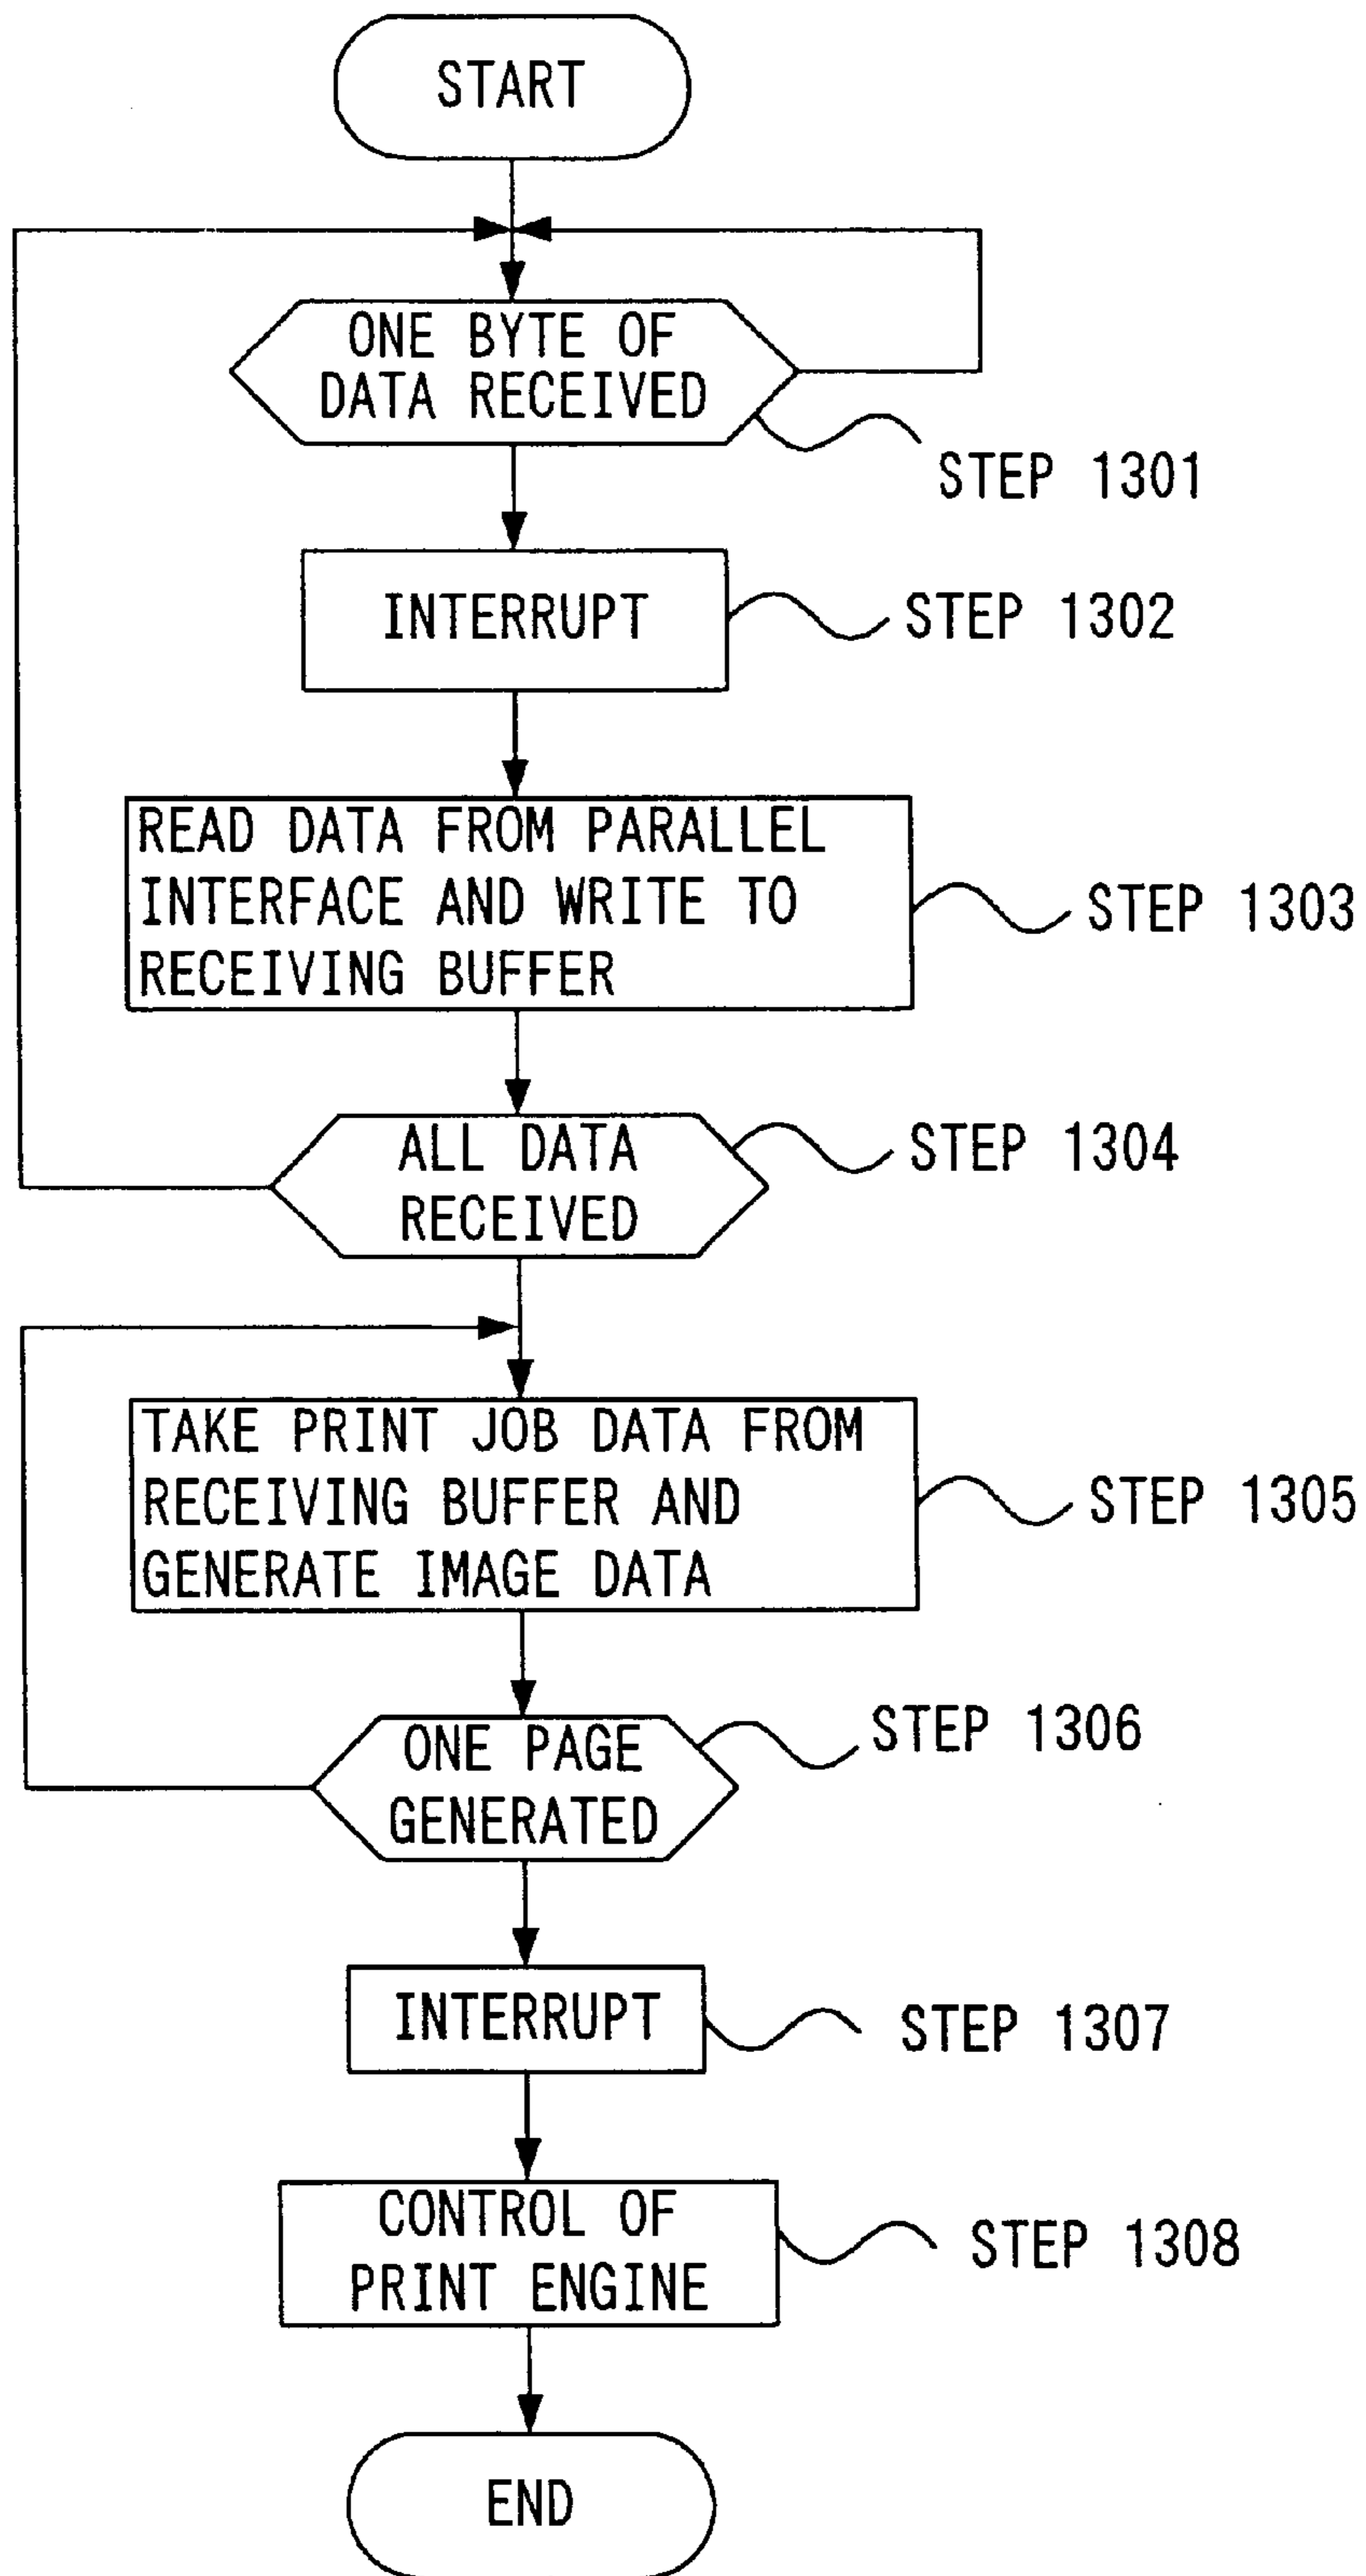 START
ONE BYTE OF
DATA RECEIVED
STEP 1301
INTERRUPT
STEP 1302
READ DATA FROM PARALLEL
INTERFACE AND WRITE TO
RECEIVING BUFFER
STEP 1303
ALL DATA
RECEIVED
STEP 1304
TAKE PRINT JOB DATA FROM
RECEIVING BUFFER AND
GENERATE IMAGE DATA
STEP 1305
ONE PAGE
GENERATED
STEP 1306
INTERRUPT
STEP 1307
CONTROL OF
PRINT ENGINE
STEP 1308
END